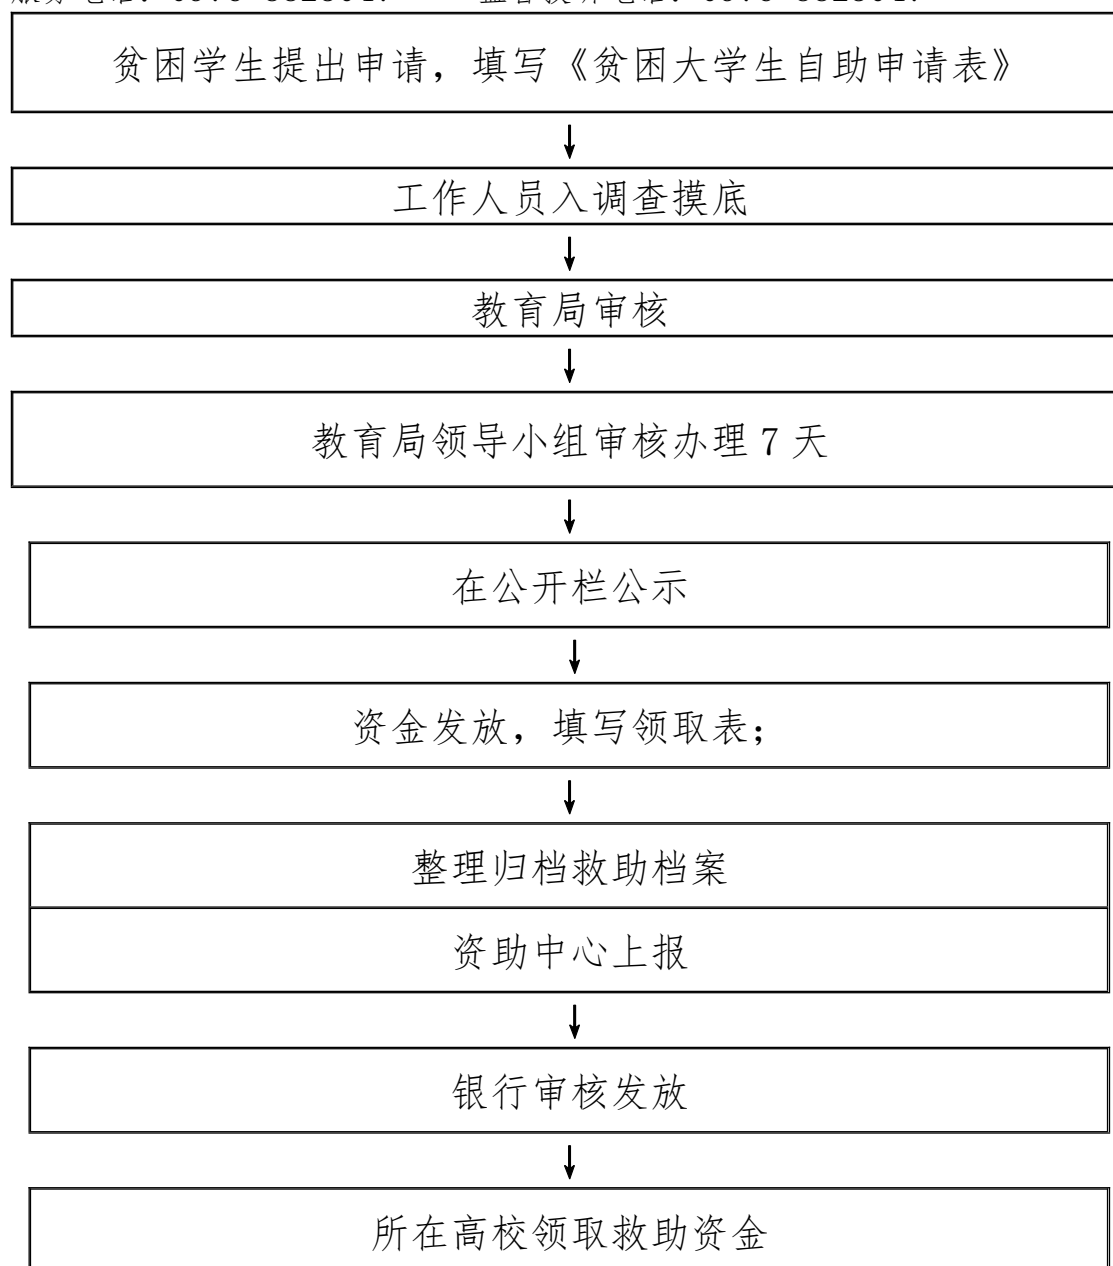 贫困学生提出申请，填写《贫困大学生自助申请表》
工作人员入调查摸底
教育局审核
教育局领导小组审核办理 7 天
在公开栏公示
资金发放，填写领取表；
整理归档救助档案
资助中心上报
银行审核发放
所在高校领取救助资金